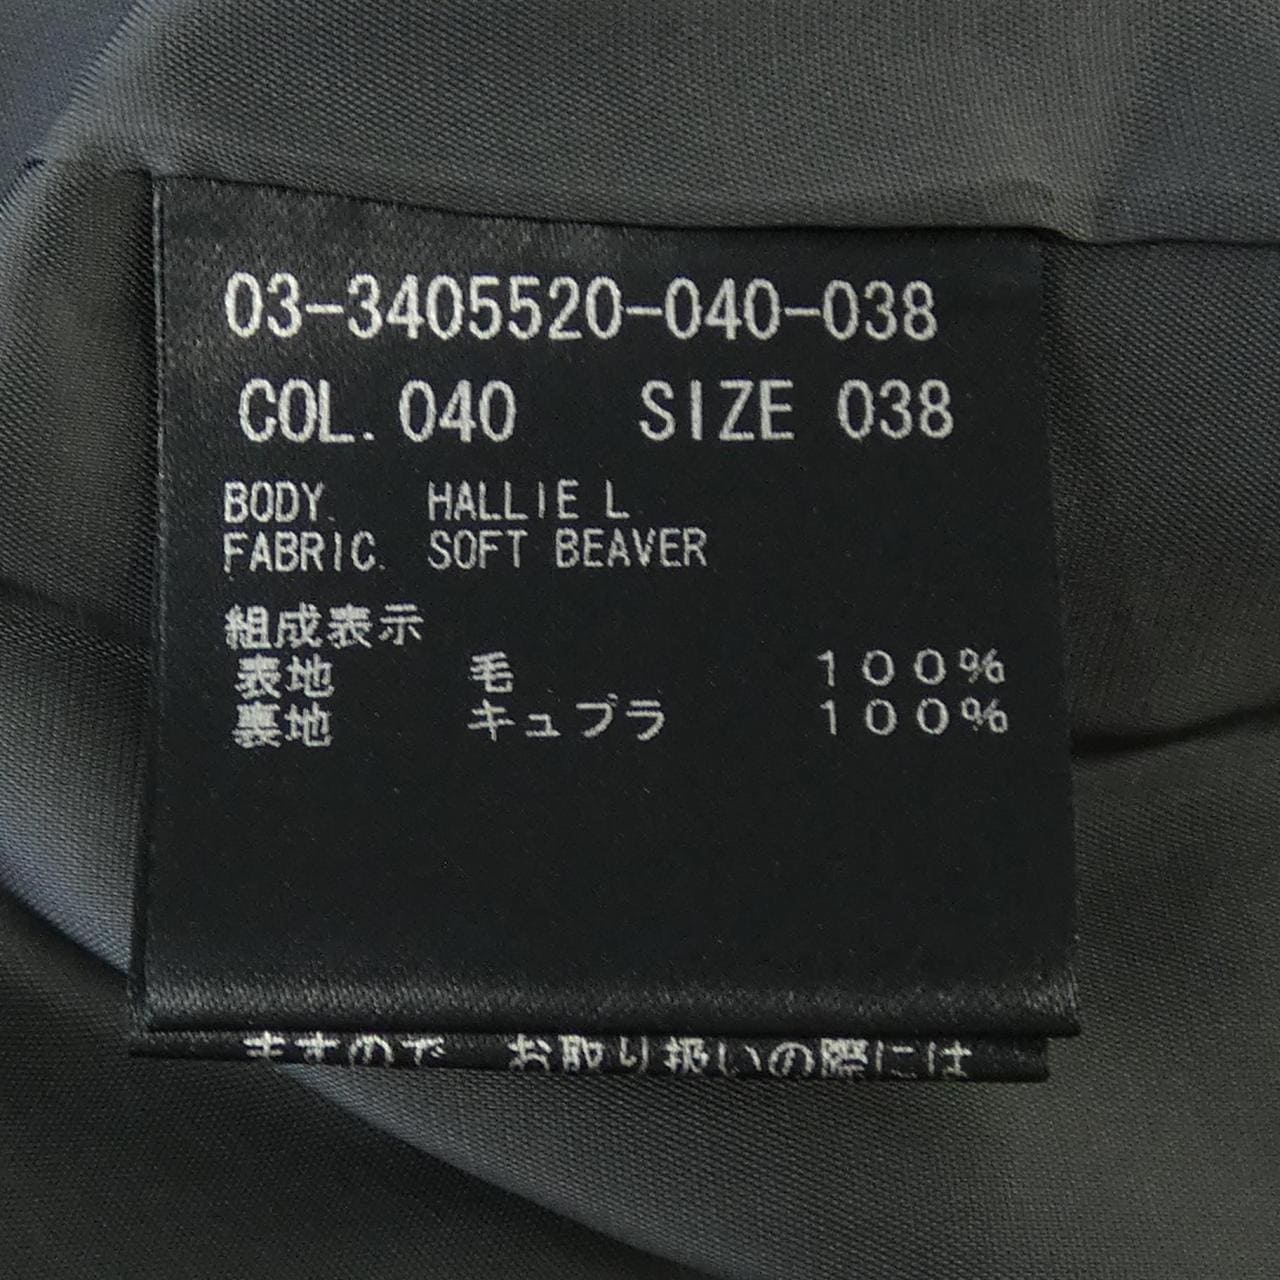 03-3405520-040-038
COL. 040 SIZE 038
BODY. HALLIE L
FABRIC. SOFT BEAVER
組成表示
表地 毛 100%
裏地 キュプラ 100%
ますので お取り扱いの際には